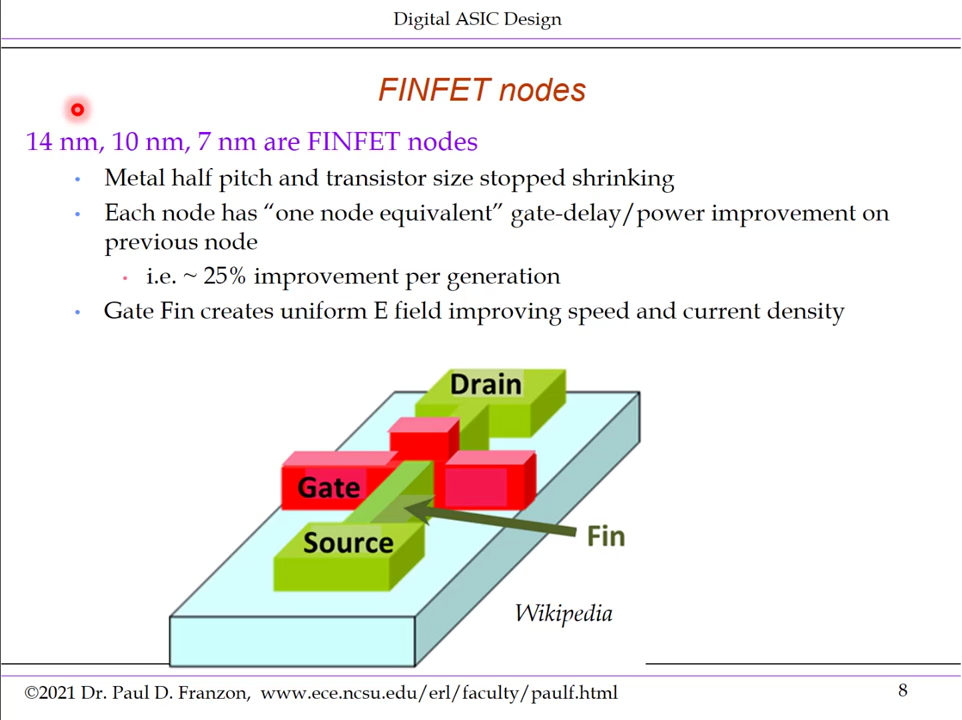 Digital ASIC Design
FINFET nodes
14 nm, 10 nm, 7 nm are FINFET nodes
Metal half pitch and transistor size stopped shrinking
Each node has “one node equivalent” gate-delay/power improvement on
previous node
i.e. ~ 25% improvement per generation
Gate Fin creates uniform E field improving speed and current density
Drain
Gate
Source
Fin
Wikipedia
©2021 Dr. Paul D. Franzon, www.ece.ncsu.edu/erl/faculty/paulf.html
8